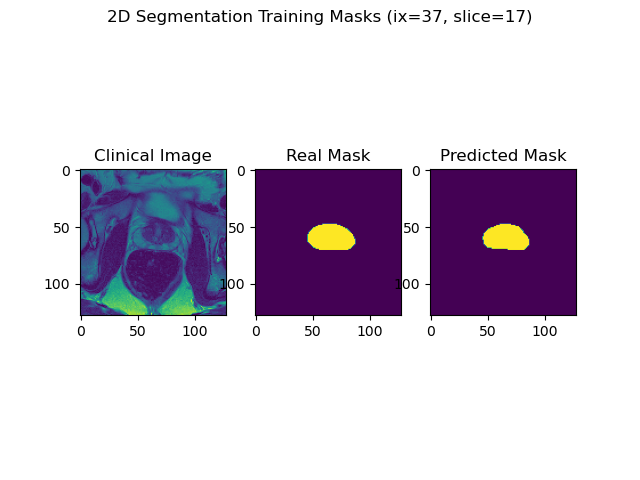 2D Segmentation Training Masks (ix=37, slice=17)
Clinical Image Real Mask Predicted Mask
0 0 0
50 50 50
100 100 100
0 50 100 0 50 100 0 50 100